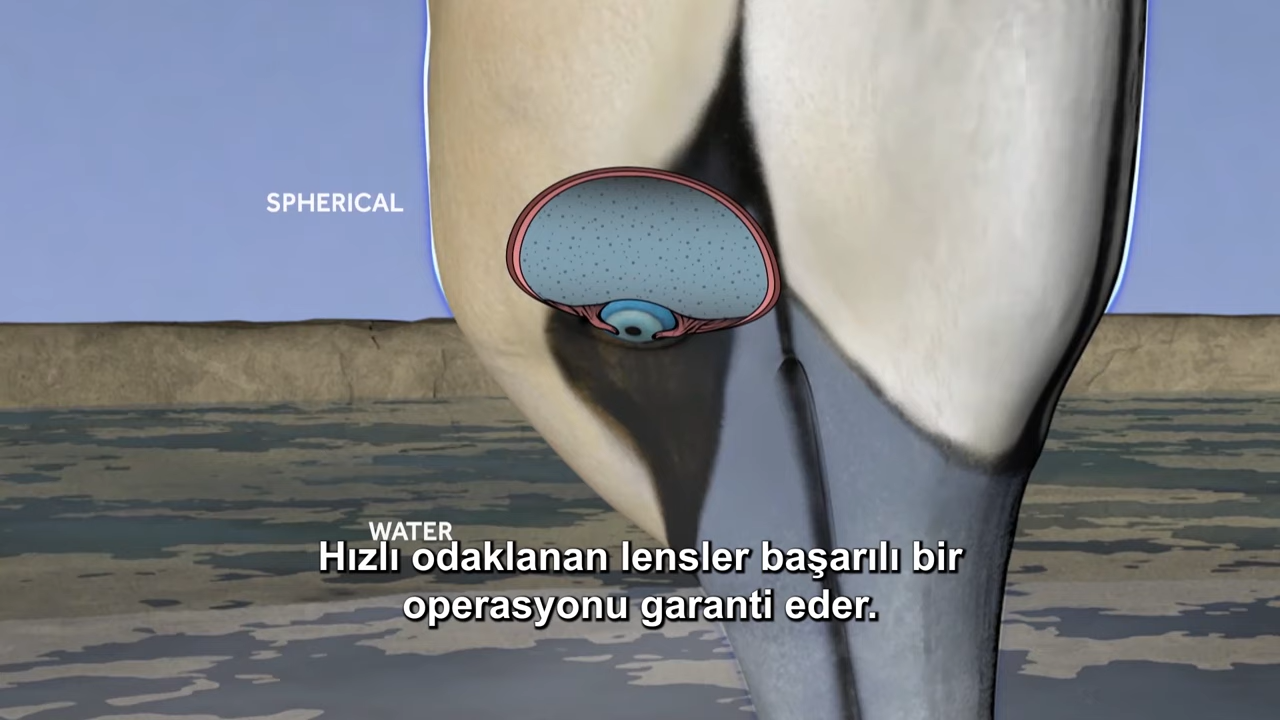 SPHERICAL
WATER
Hızlı odaklanan lensler başarılı bir
operasyonu garanti eder.